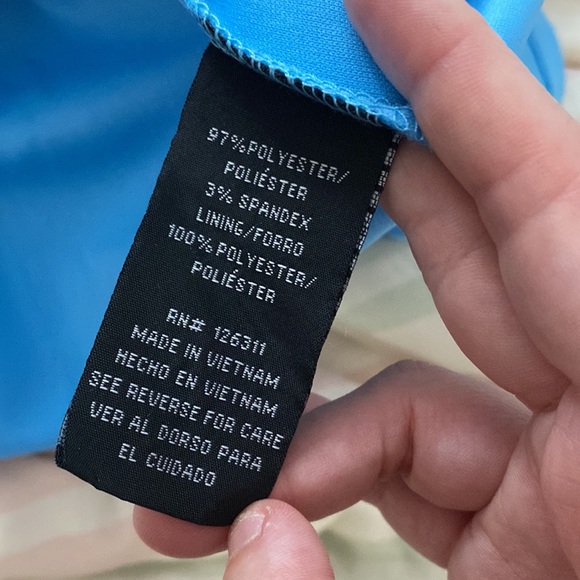 97%POLYESTER/
POLIÉSTER
3% SPANDEX
LINING/FORRO
100% POLYESTER/
POLIÉSTER
RN# 126311
MADE IN VIETNAM
HECHO EN VIETNAM
SEE REVERSE FOR CARE
VER AL DORSO PARA
EL CUIDADO